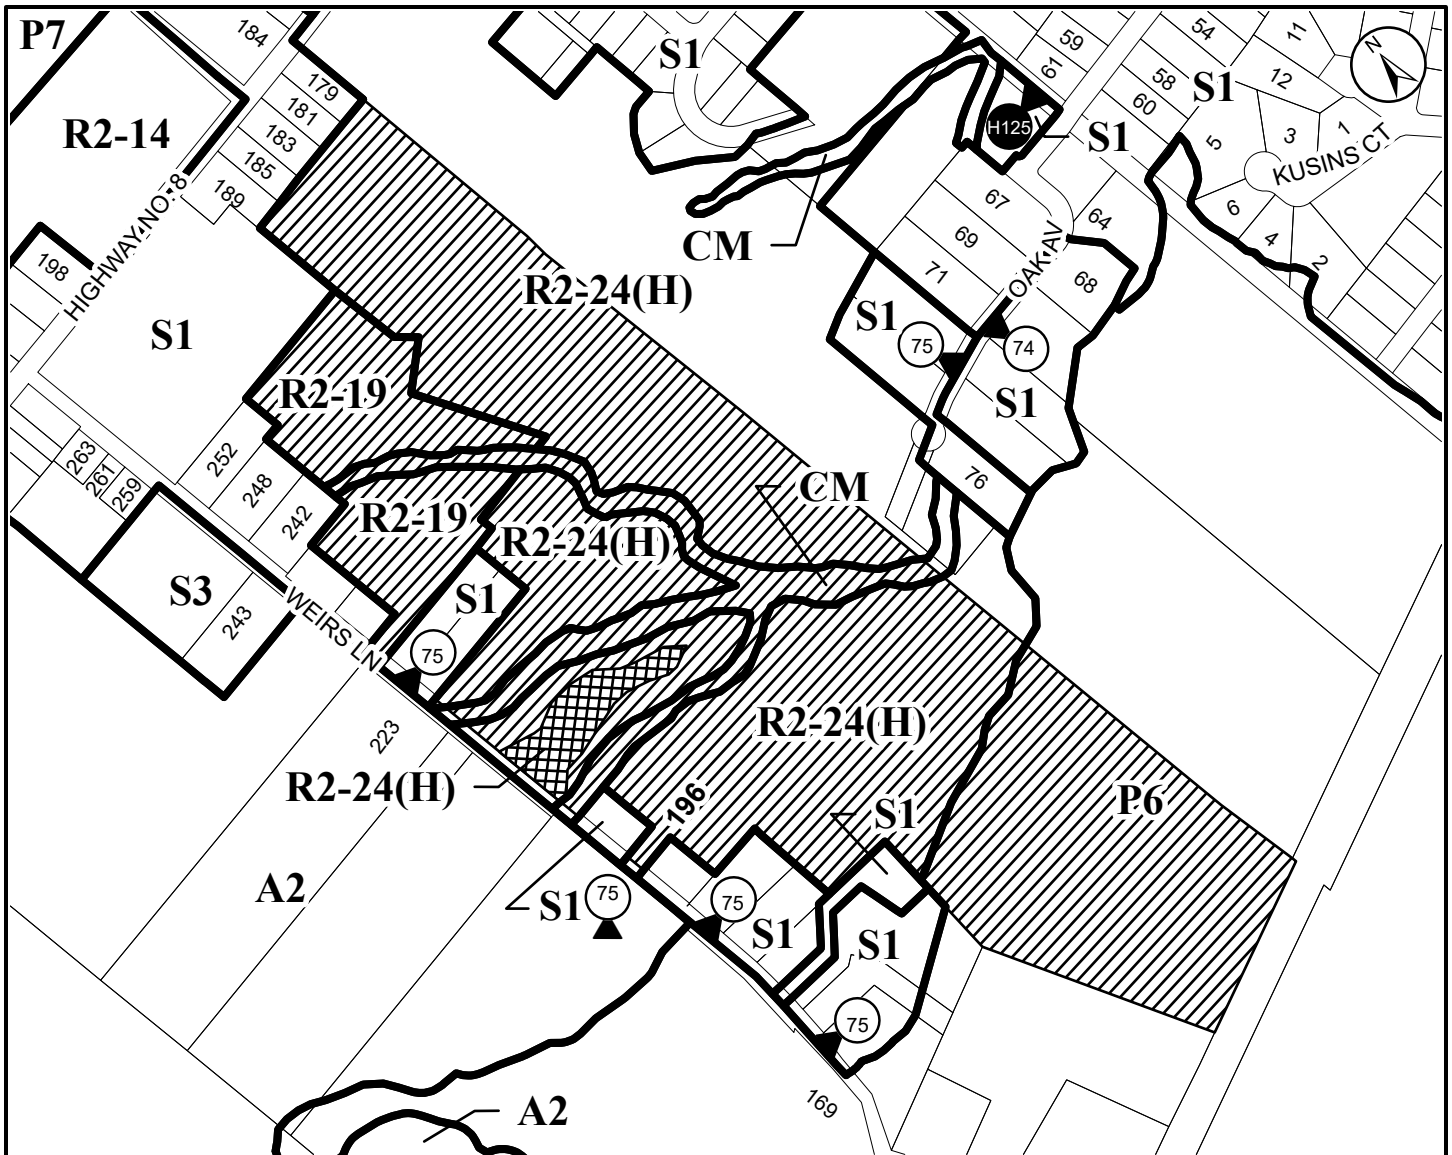 P7
184
S1
59
61
54
11
N
179
R2-14
181
183
185
189
58
60
S1
12
H125
S1
5
3
1
KUSINS CT
198
HIGHWAY NO. 8
S1
CM
67
69
71
OAK AV
64
68
6
4
2
R2-24(H)
S1
75
74
S1
R2-19
263
261
259
252
248
242
R2-19
R2-24(H)
CM
76
S3
243
WEIRS LN
S1
75
223
R2-24(H)
R2-24(H)
196
S1
P6
A2
S1
75
75
S1
S1
75
169
A2